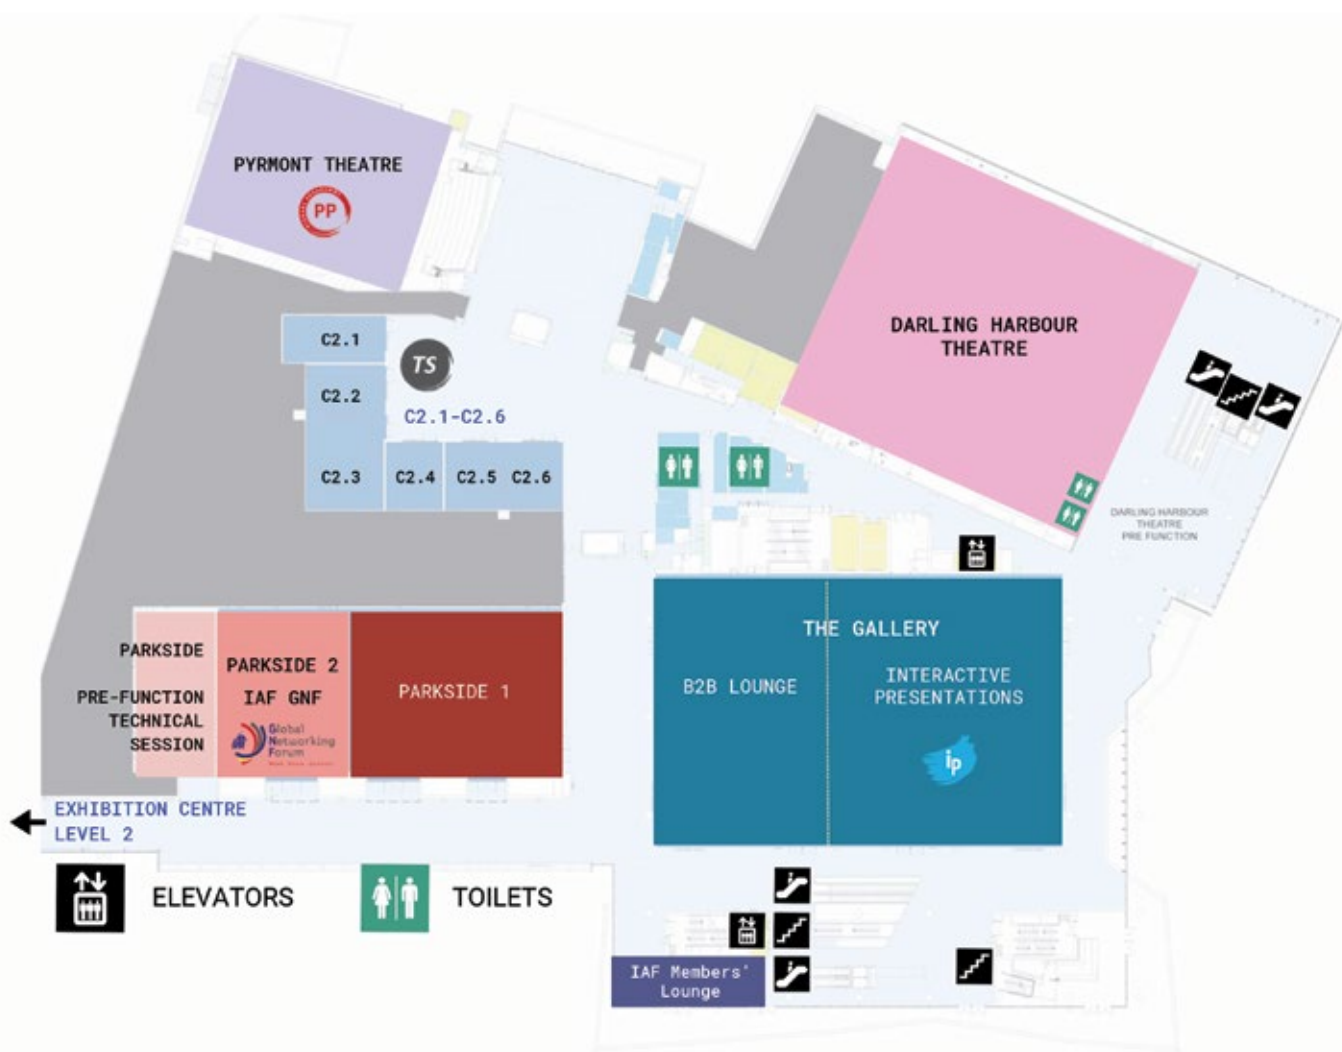 PYRMONT THEATRE
PP
DARLING HARBOUR
THEATRE
C2.1
TS
C2.2
C2.1-C2.6
C2.3
C2.4
C2.5
C2.6
DARLING HARBOUR
THEATRE
PRE FUNCTION
PARKSIDE
PRE-FUNCTION
TECHNICAL
SESSION
PARKSIDE 2
IAF GNF
Global
Networking
Forum
PARKSIDE 1
THE GALLERY
B2B LOUNGE
INTERACTIVE
PRESENTATIONS
ip
EXHIBITION CENTRE
LEVEL 2
ELEVATORS
TOILETS
IAF Members'
Lounge